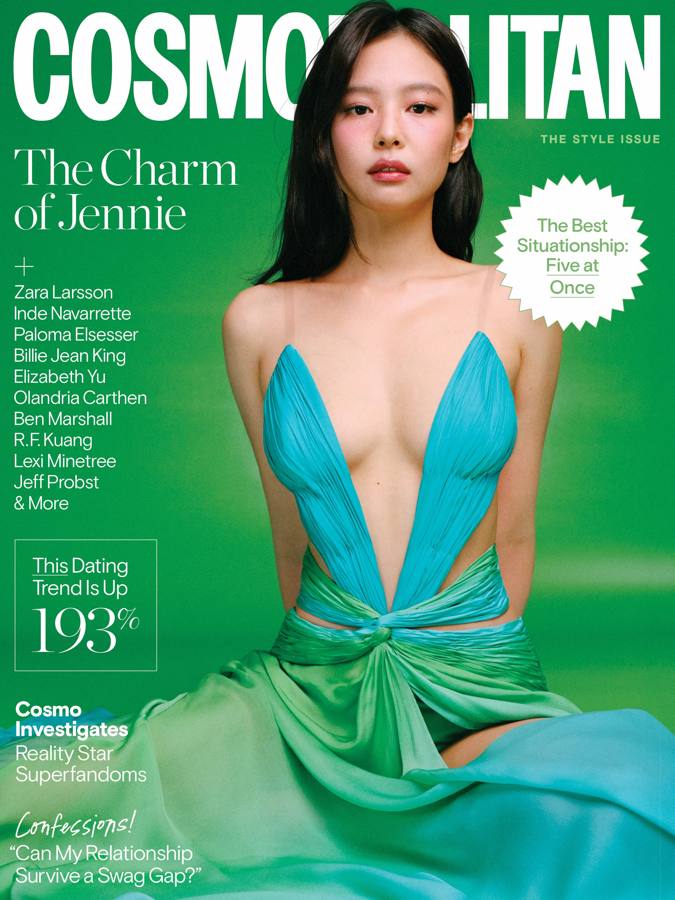 COSMOPOLITAN
THE STYLE ISSUE
The Charm
of Jennie
+
Zara Larsson
Inde Navarrette
Paloma Elsesser
Billie Jean King
Elizabeth Yu
Olandria Carthen
Ben Marshall
R.F. Kuang
Lexi Minetree
Jeff Probst
& More
The Best
Situationship:
Five at
Once
This Dating
Trend Is Up
193%
Cosmo
Investigates
Reality Star
Superfandoms
Confessions!
“Can My Relationship
Survive a Swag Gap?”